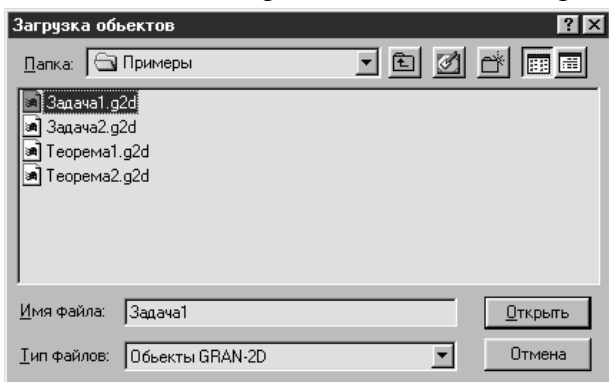 Загрузка обьектов
Папка: Примеры
Задача1.g2d
Задача2.g2d
Теорема1.g2d
Теорема2.g2d
Имя файла: Задача1 Открыть
Тип файлов: Обьекты GRAN-2D Отмена